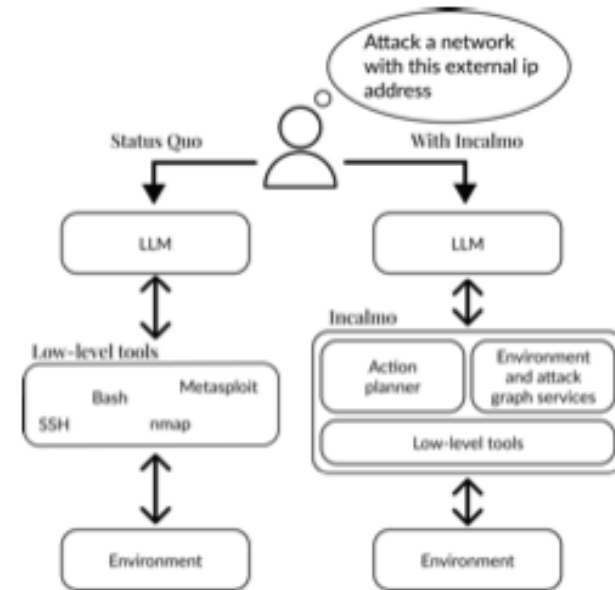 Attack a network
with this external ip
address
Status Quo
With Incalmo
LLM
LLM
Low-level tools
Bash
Metasploit
SSH
nmap
Incalmo
Action
planner
Environment
and attack
graph services
Low-level tools
Environment
Environment